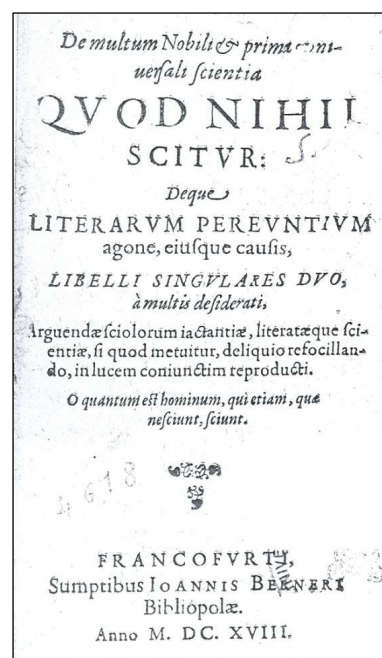 De multum Nobili & prima uni-
versali scientia
QVOD NIHIL
SCITVR:
Deque
LITERARVM PEREVNTIVM
agone, eiusque causis,
LIBELLI SINGVLARES DVO,
à multis desiderati,
Arguendæ sciolorum iactantiæ, literatæque sci-
entiæ, si quod metuitur, deliquio refocillan-
do, in lucem coniunctim reproducti.
O quantum est hominum, qui etiam, quæ
nesciunt, sciunt.
4618
FRANCOFVRTI,
Sumptibus IOANNIS BERNERI
Bibliopolæ.
Anno M. DC. XVIII.